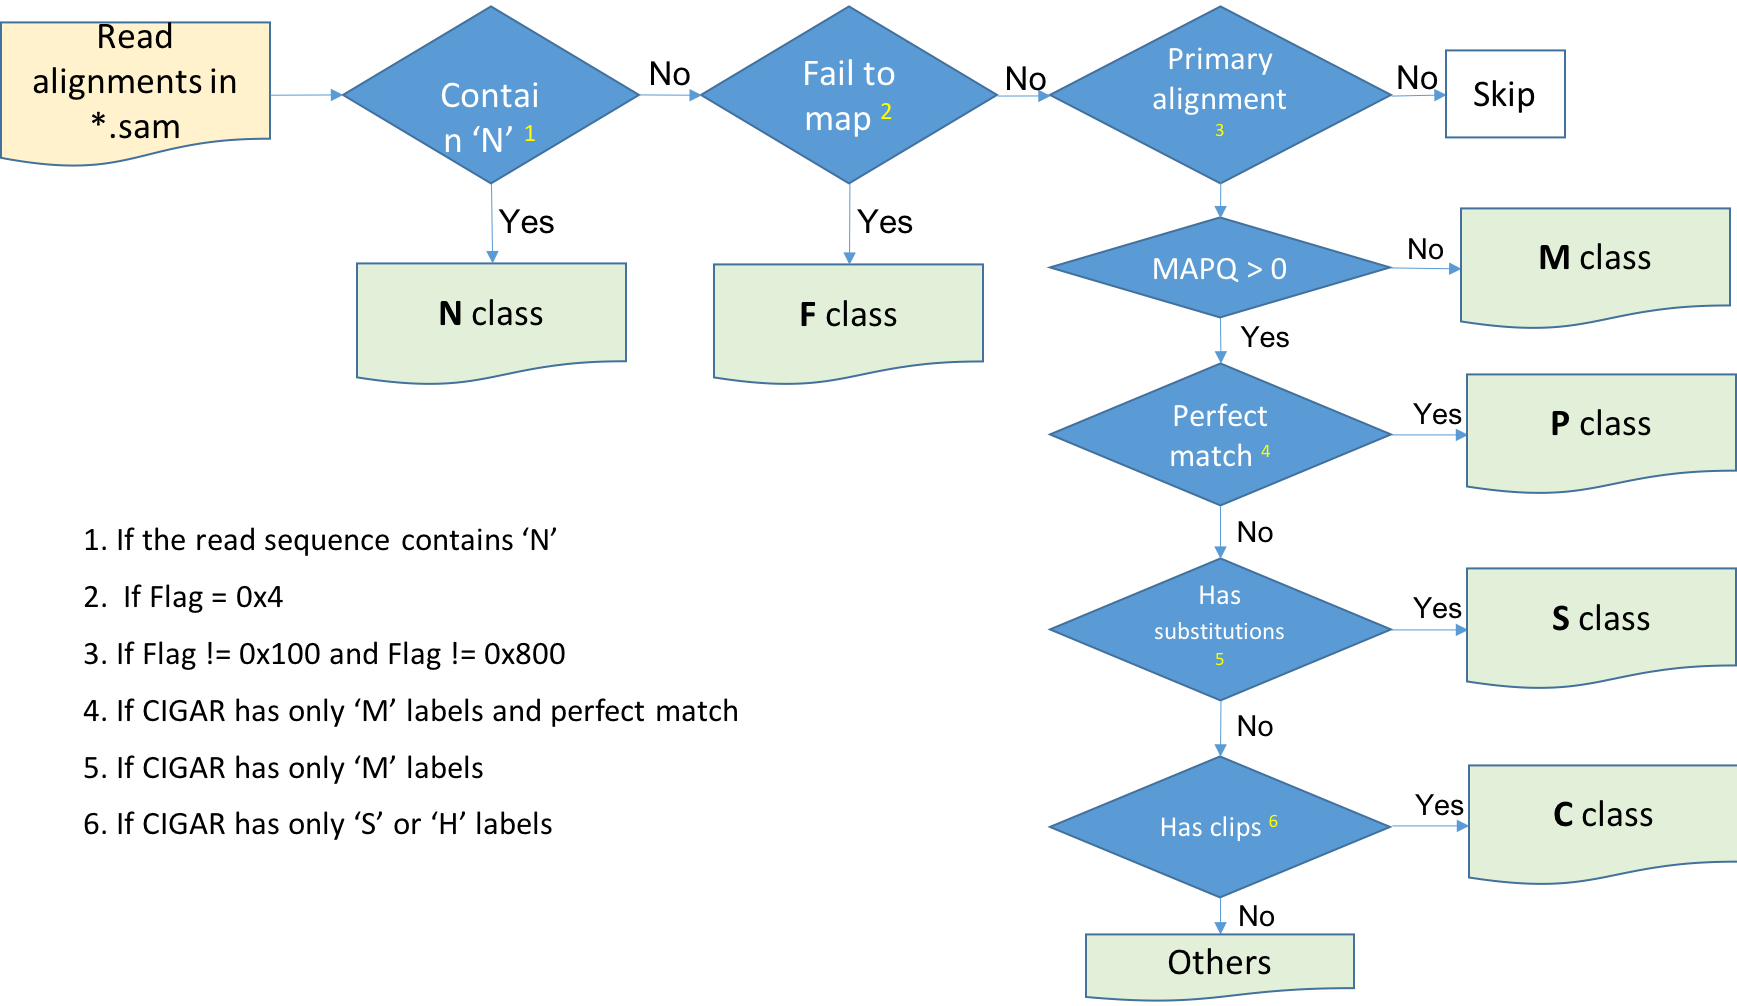 Read
alignments in
*.sam
Contai
n ‘N’ 1
No
Fail to
map 2
No
Primary
alignment
3
No
Skip
Yes
N class
Yes
F class
MAPQ > 0
No
M class
Yes
Perfect
match 4
Yes
P class
No
Has
substitutions
5
Yes
S class
No
Has clips 6
Yes
C class
No
Others
1. If the read sequence contains ‘N’
2. If Flag = 0x4
3. If Flag != 0x100 and Flag != 0x800
4. If CIGAR has only ‘M’ labels and perfect match
5. If CIGAR has only ‘M’ labels
6. If CIGAR has only ‘S’ or ‘H’ labels